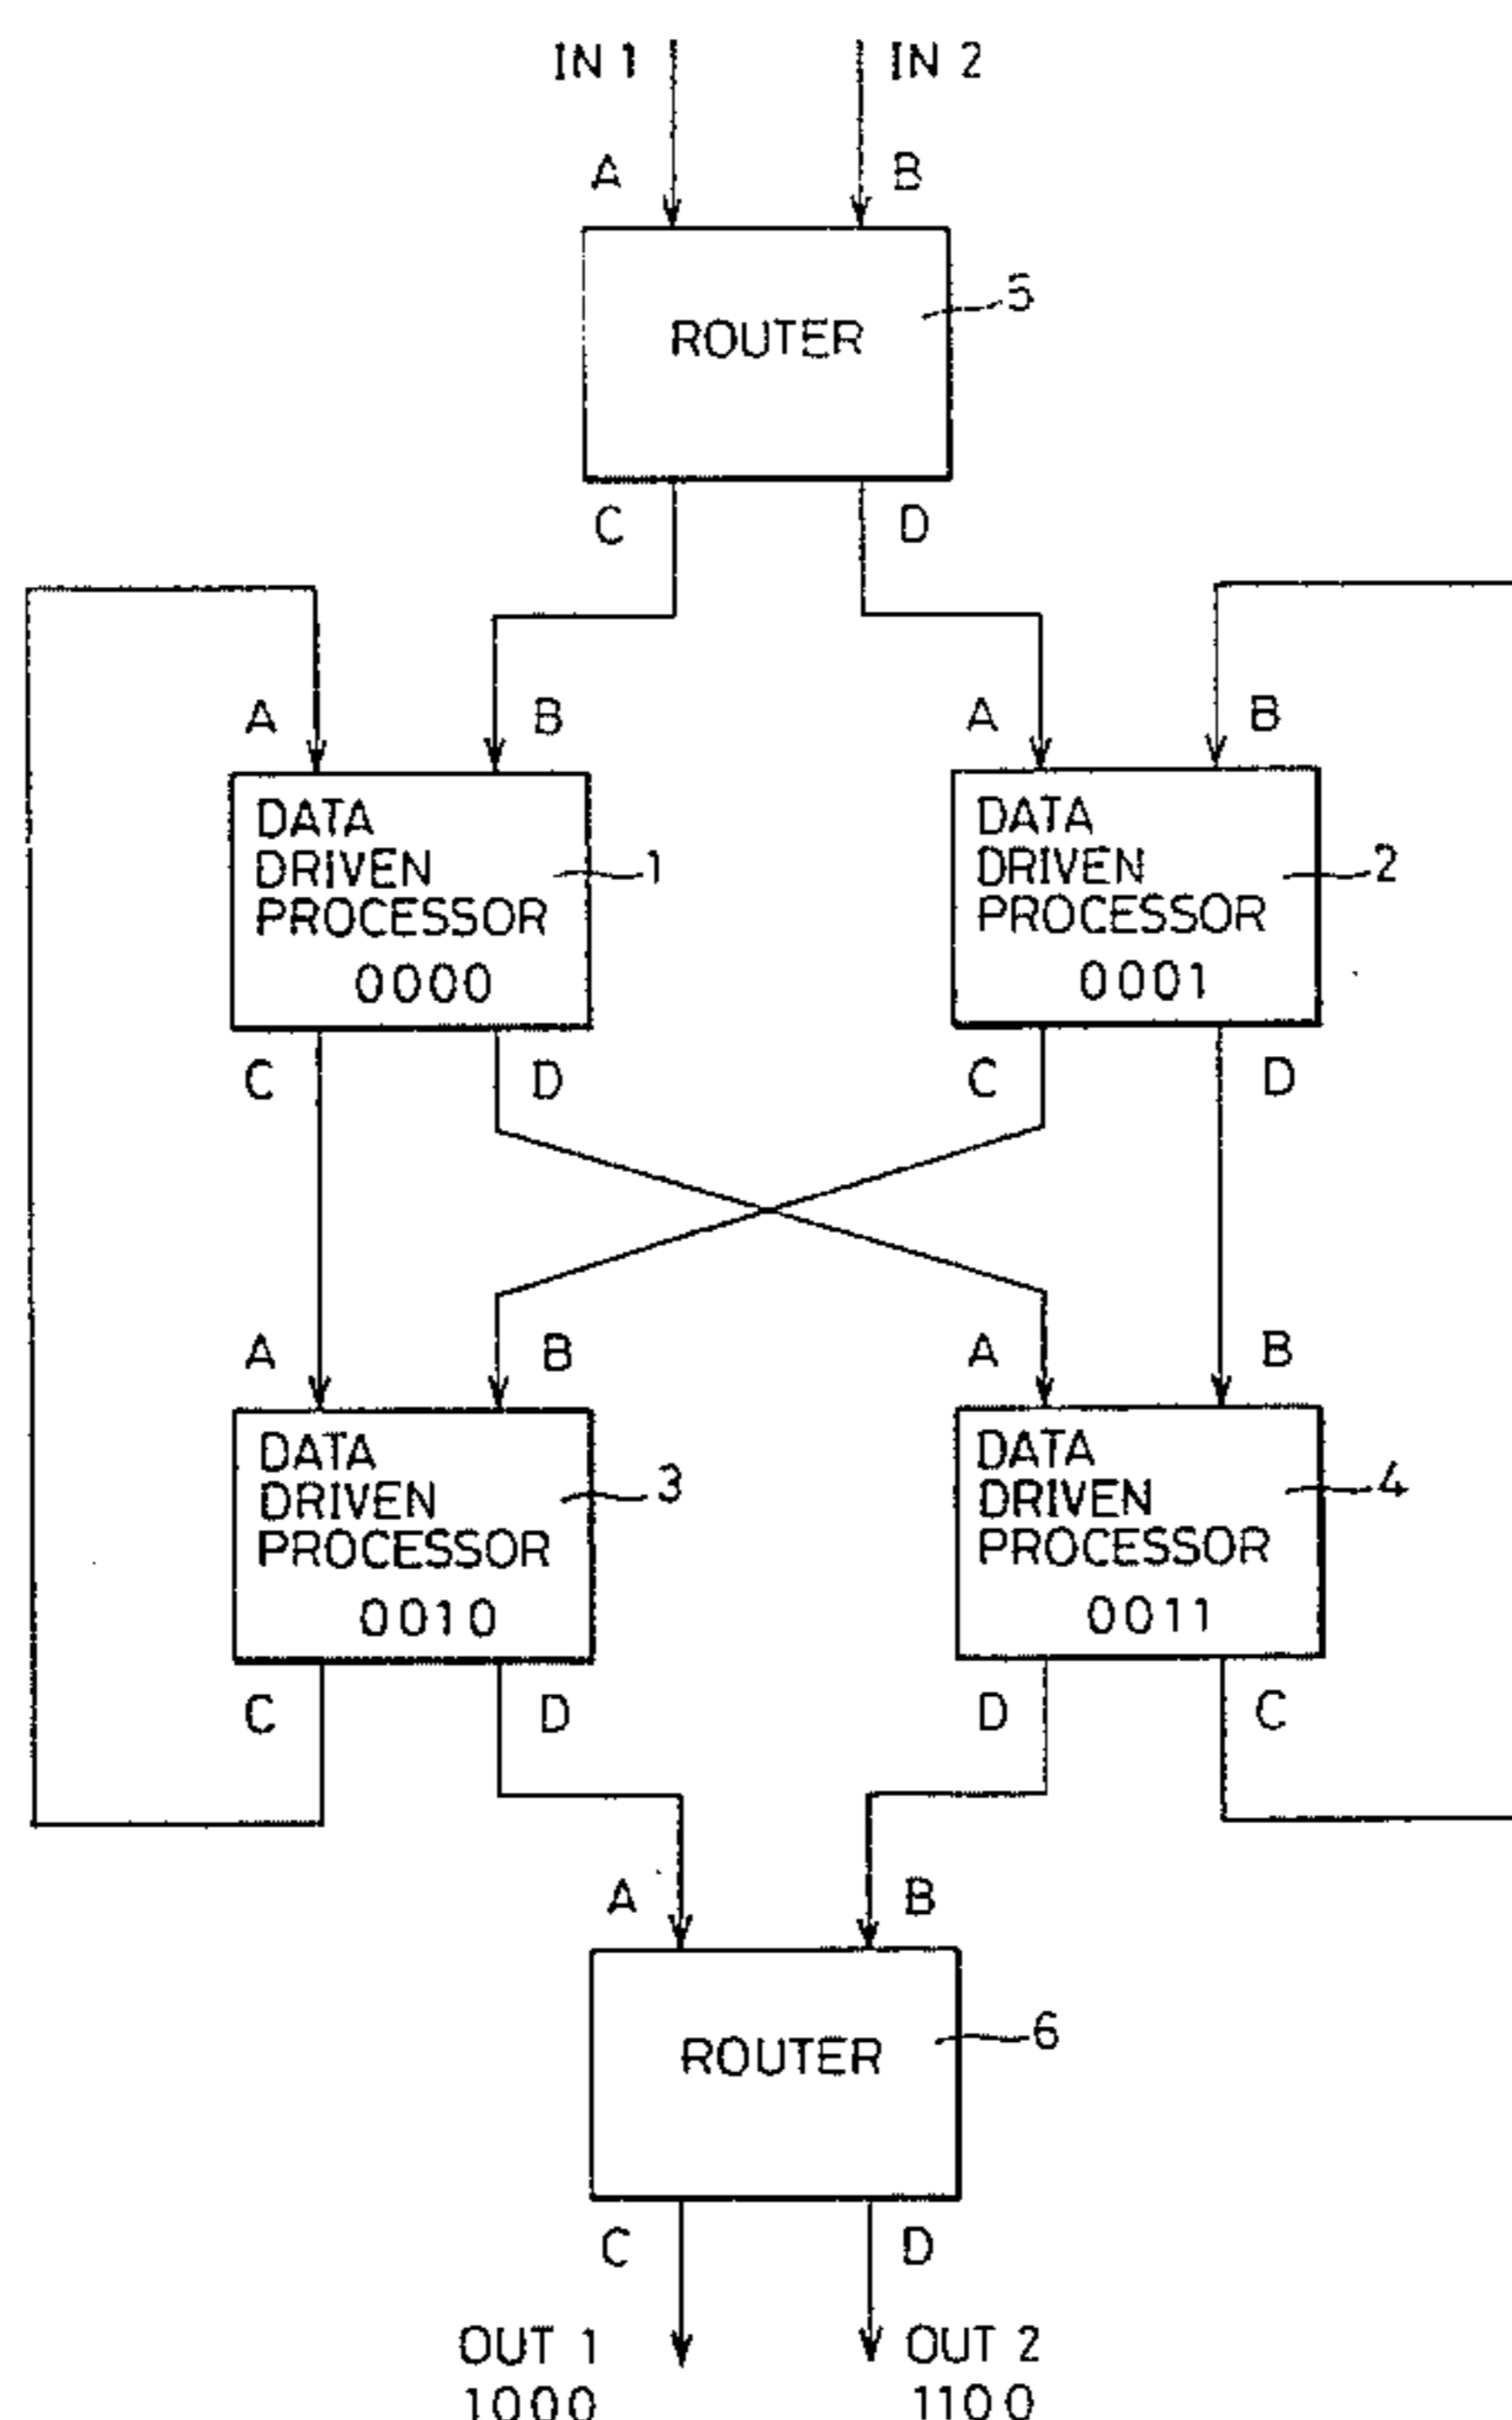 IN 1 IN 2
A B
ROUTER 5
C D
A B A B
DATA DRIVEN PROCESSOR 0000 1
DATA DRIVEN PROCESSOR 0001 2
C D C D
A B A B
DATA DRIVEN PROCESSOR 0010 3
DATA DRIVEN PROCESSOR 0011 4
C D D C
A B
ROUTER 6
C D
OUT 1 OUT 2
1000 1100